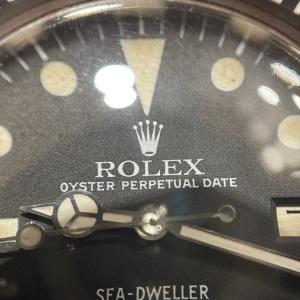 ROLEX
OYSTER PERPETUAL DATE
SEA-DWELLER